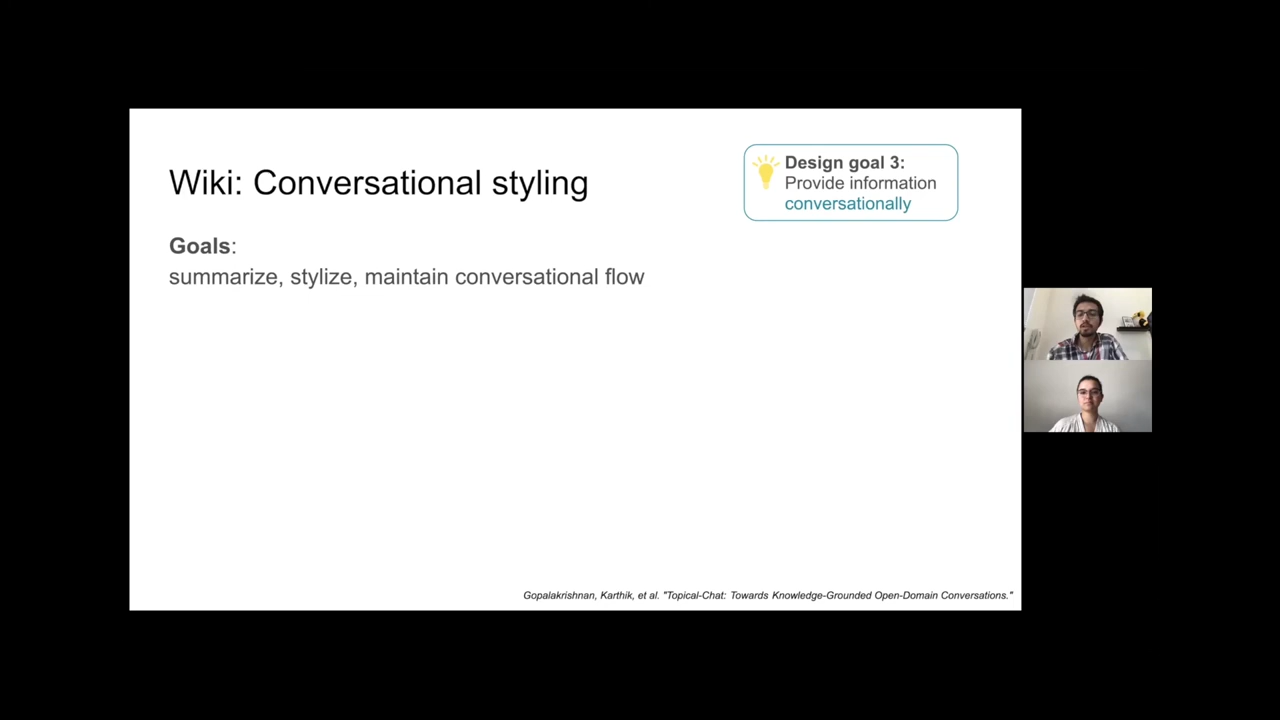 Wiki: Conversational styling
Design goal 3:
Provide information
conversationally
Goals:
summarize, stylize, maintain conversational flow
Gopalakrishnan, Karthik, et al. "Topical-Chat: Towards Knowledge-Grounded Open-Domain Conversations."